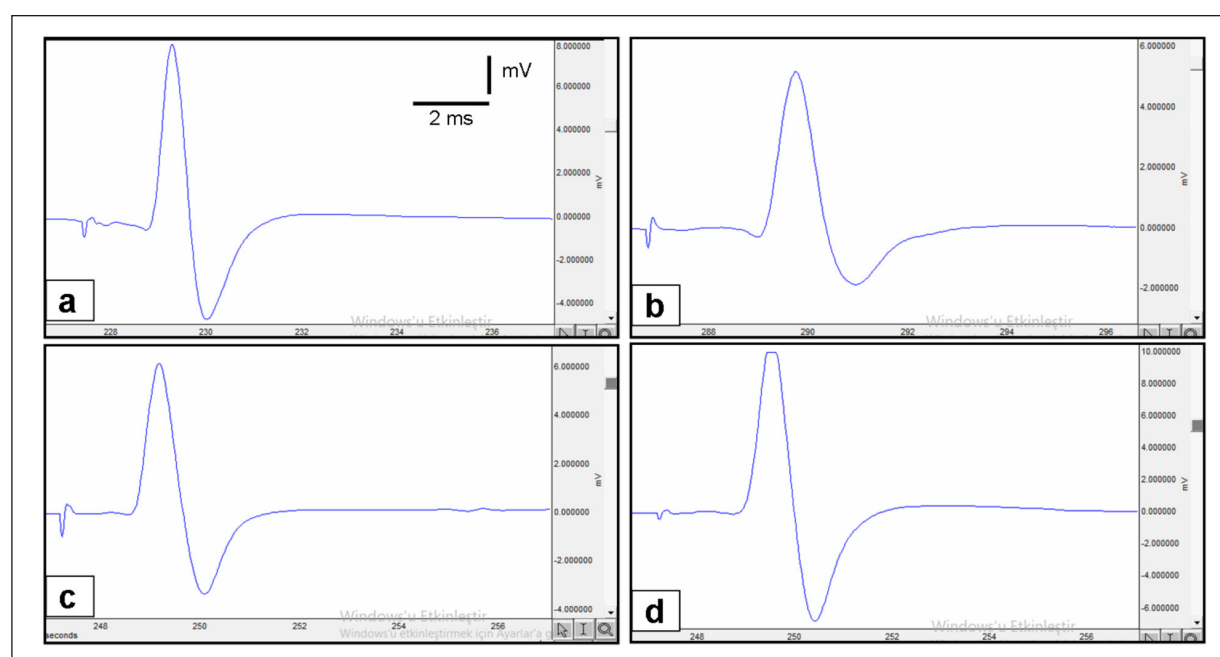 8.000000
mV
6.000000
2 ms
4.000000
2.000000
mV
0.000000
-2.000000
-4.000000
a
Windows'u Etkinleştir
228 230 232 234 236
6.000000
4.000000
2.000000
mV
0.000000
-2.000000
b
Windows'u Etkinleştir
288 290 292 294 296
6.000000
4.000000
2.000000
mV
0.000000
-2.000000
-4.000000
c
Windows'u Etkinleştir
248 250 252 254 256
seconds
Windows'u etkinleştirmek için Ayarlar'a
10.000000
8.000000
6.000000
4.000000
2.000000
mV
0.000000
-2.000000
-4.000000
-6.000000
d
Windows'u Etkinleştir
248 250 252 254 256